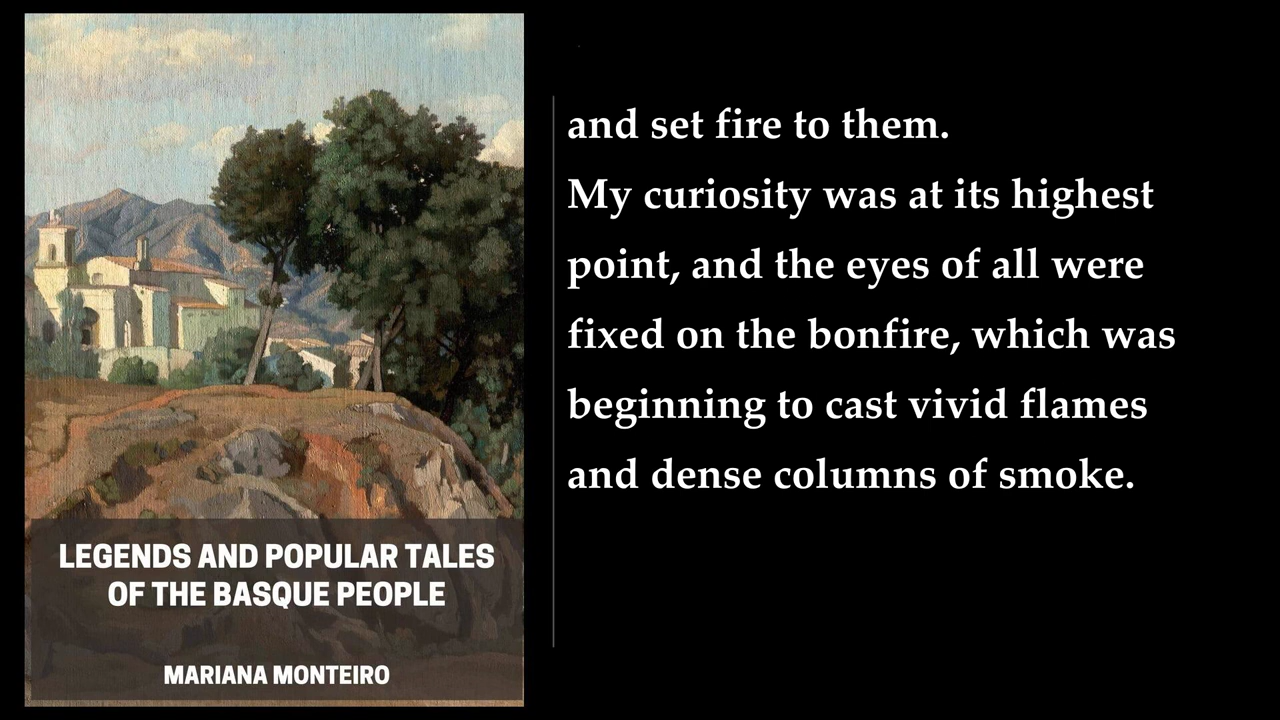 LEGENDS AND POPULAR TALES
OF THE BASQUE PEOPLE
MARIANA MONTEIRO
and set fire to them.
My curiosity was at its highest
point, and the eyes of all were
fixed on the bonfire, which was
beginning to cast vivid flames
and dense columns of smoke.